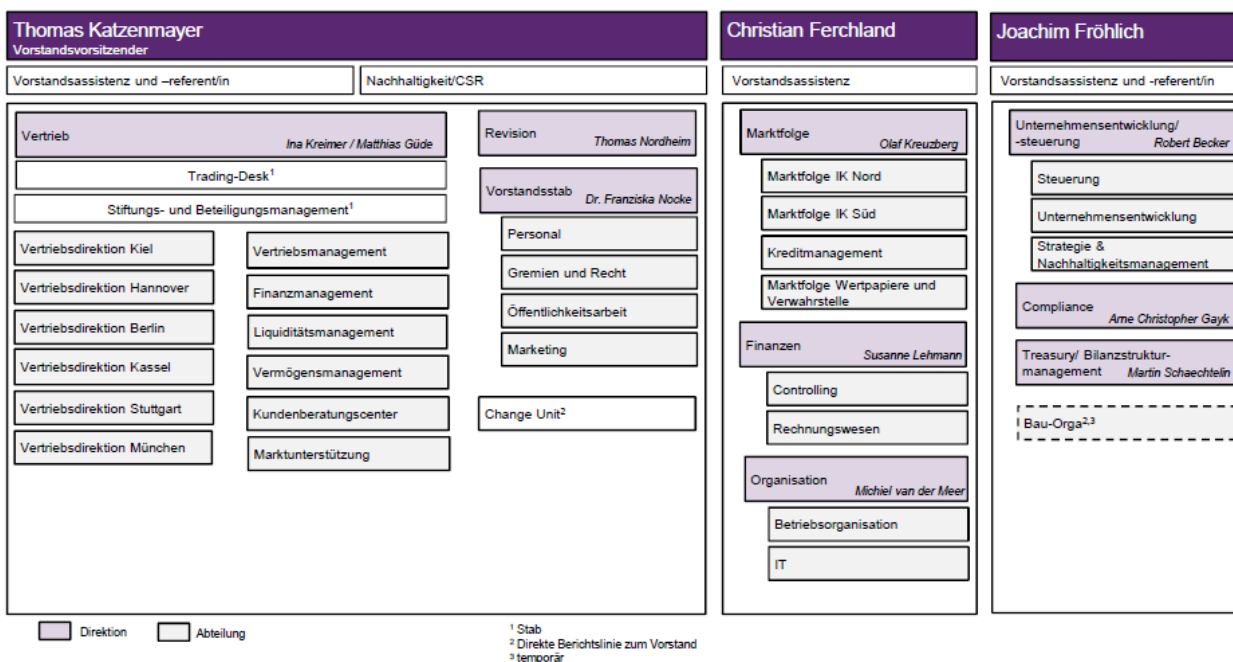 Thomas Katzenmayer
Vorstandsvorsitzender
Vorstandsassistenz und –referent/in
Nachhaltigkeit/CSR
Vertrieb
Ina Kreimer / Matthias Güde
Trading-Desk¹
Stiftungs- und Beteiligungsmanagement¹
Vertriebsdirektion Kiel
Vertriebsdirektion Hannover
Vertriebsdirektion Berlin
Vertriebsdirektion Kassel
Vertriebsdirektion Stuttgart
Vertriebsdirektion München
Vertriebsmanagement
Finanzmanagement
Liquiditätsmanagement
Vermögensmanagement
Kundenberatungscenter
Marktunterstützung
Revision
Thomas Nordheim
Vorstandsstab
Dr. Franziska Nocke
Personal
Gremien und Recht
Öffentlichkeitsarbeit
Marketing
Change Unit²
Christian Ferchland
Vorstandsassistenz
Marktfolge
Olaf Kreuzberg
Marktfolge IK Nord
Marktfolge IK Süd
Kreditmanagement
Marktfolge Wertpapiere und
Verwahrstelle
Finanzen
Susanne Lehmann
Controlling
Rechnungswesen
Organisation
Michiel van der Meer
Betriebsorganisation
IT
Joachim Fröhlich
Vorstandsassistenz und -referent/in
Unternehmensentwicklung/
-steuerung Robert Becker
Steuerung
Unternehmensentwicklung
Strategie &
Nachhaltigkeitsmanagement
Compliance
Arne Christopher Gayk
Treasury/ Bilanzstruktur-
management Martin Schaechtelin
Bau-Orga²,³
Direktion
Abteilung
¹ Stab
² Direkte Berichtslinie zum Vorstand
³ temporär